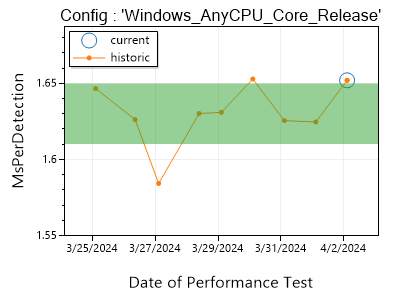 Config : 'Windows_AnyCPU_Core_Release'
current
historic
MsPerDetection
1.65
1.6
1.55
3/25/2024 3/27/2024 3/29/2024 3/31/2024 4/2/2024
Date of Performance Test